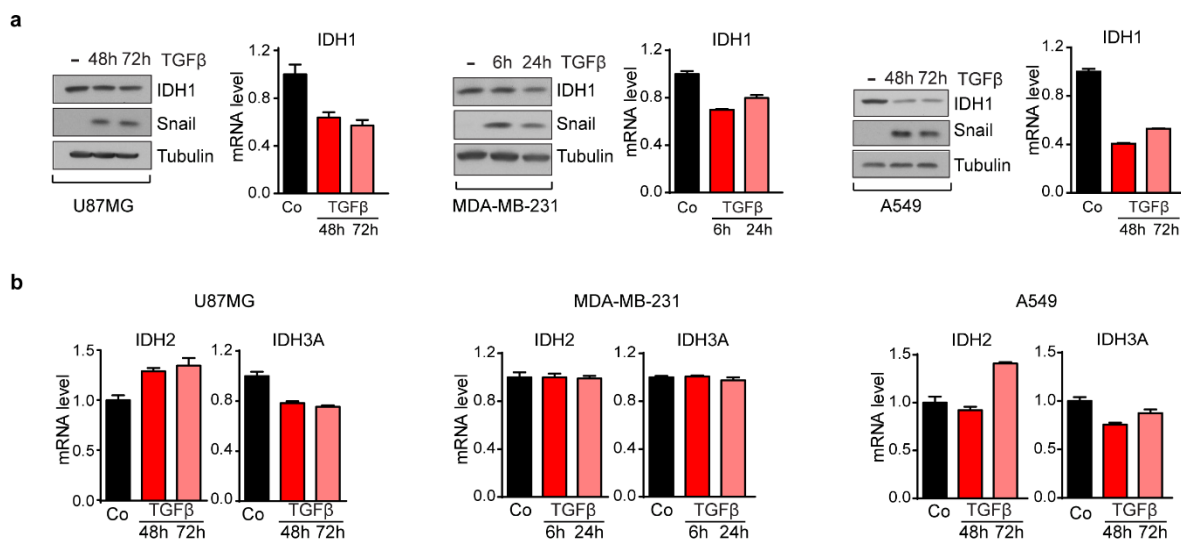 a
– 48h 72h TGFβ
IDH1
Snail
Tubulin
U87MG
IDH1
mRNA level
1.2
0.8
0.4
0.0
Co
TGFβ
48h 72h
– 6h 24h TGFβ
IDH1
Snail
Tubulin
MDA-MB-231
IDH1
mRNA level
1.2
0.8
0.4
0.0
Co
TGFβ
6h 24h
– 48h 72h TGFβ
IDH1
Snail
Tubulin
A549
IDH1
mRNA level
1.2
0.8
0.4
0.0
Co
TGFβ
48h 72h
b
U87MG
IDH2
mRNA level
1.5
1.0
1.5
0.0
Co
TGFβ
48h 72h
IDH3A
1.2
0.8
0.4
0.0
Co
TGFβ
48h 72h
MDA-MB-231
IDH2
mRNA level
1.2
0.8
0.4
0.0
Co
TGFβ
6h 24h
IDH3A
1.2
0.8
0.4
0.0
Co
TGFβ
6h 24h
A549
IDH2
mRNA level
1.5
1.0
0.5
0.0
Co
TGFβ
48h 72h
IDH3A
1.5
1.0
0.5
0.0
Co
TGFβ
48h 72h